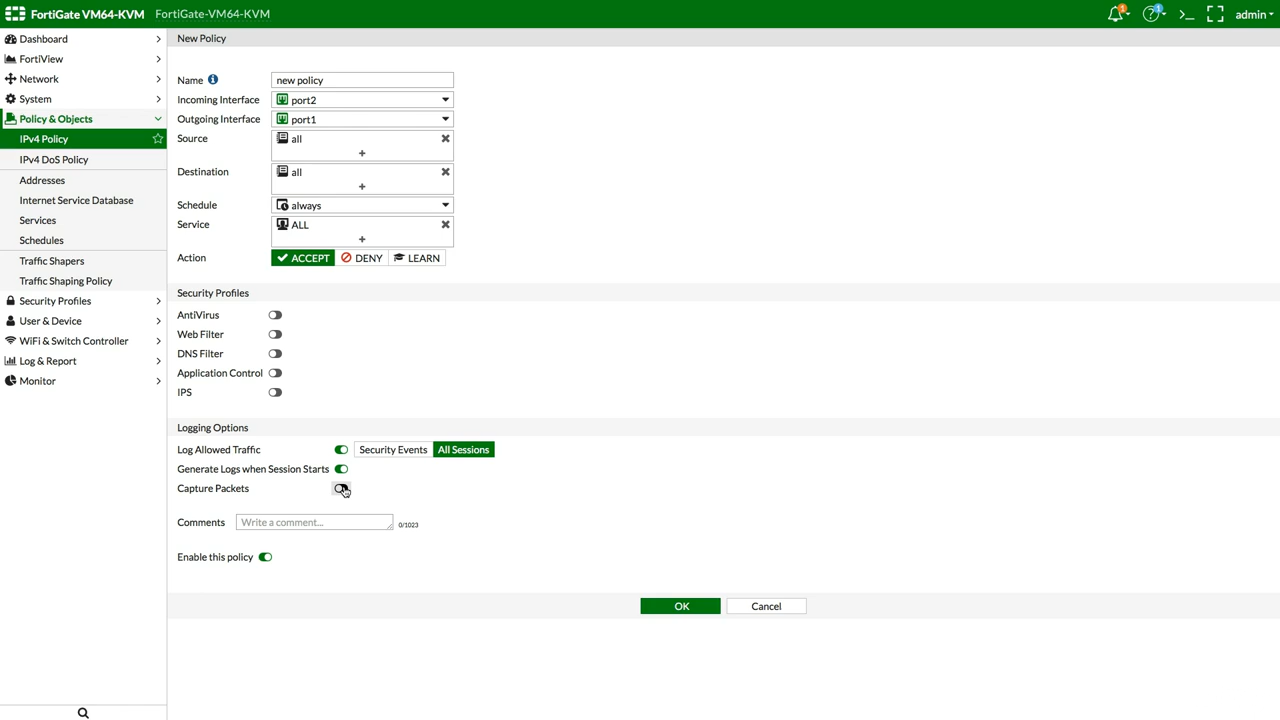 FortiGate VM64-KVM FortiGate-VM64-KVM 1 1 admin
Dashboard
FortiView
Network
System
Policy & Objects
IPv4 Policy
IPv4 DoS Policy
Addresses
Internet Service Database
Services
Schedules
Traffic Shapers
Traffic Shaping Policy
Security Profiles
User & Device
WiFi & Switch Controller
Log & Report
Monitor
New Policy
Name new policy
Incoming Interface port2
Outgoing Interface port1
Source all
+
Destination all
+
Schedule always
Service ALL
+
Action ACCEPT DENY LEARN
Security Profiles
AntiVirus
Web Filter
DNS Filter
Application Control
IPS
Logging Options
Log Allowed Traffic Security Events All Sessions
Generate Logs when Session Starts
Capture Packets
Comments Write a comment... 0/1023
Enable this policy
OK Cancel